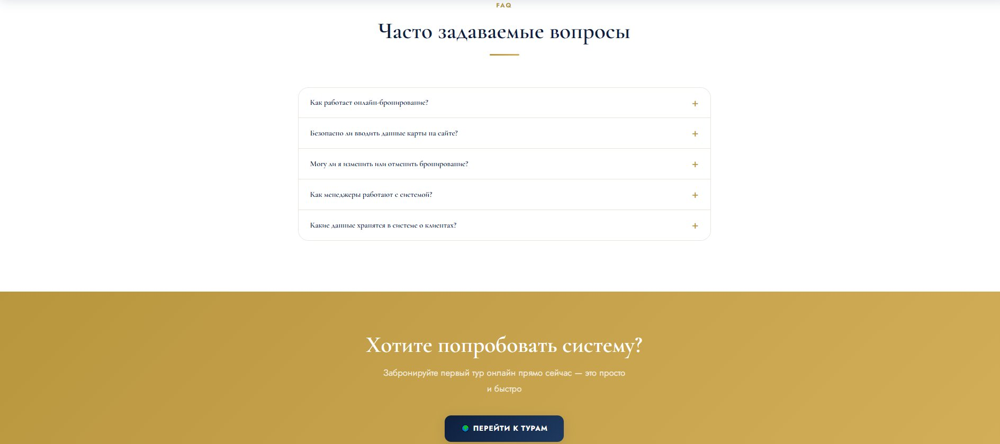 FAQ
Часто задаваемые вопросы
Как работает онлайн-бронирование?
+
Безопасно ли вводить данные карты на сайте?
+
Могу ли я изменить или отменить бронирование?
+
Как менеджеры работают с системой?
+
Какие данные хранятся в системе о клиентах?
+
Хотите попробовать систему?
Забронируйте первый тур онлайн прямо сейчас — это просто
и быстро
ПЕРЕЙТИ К ТУРАМ